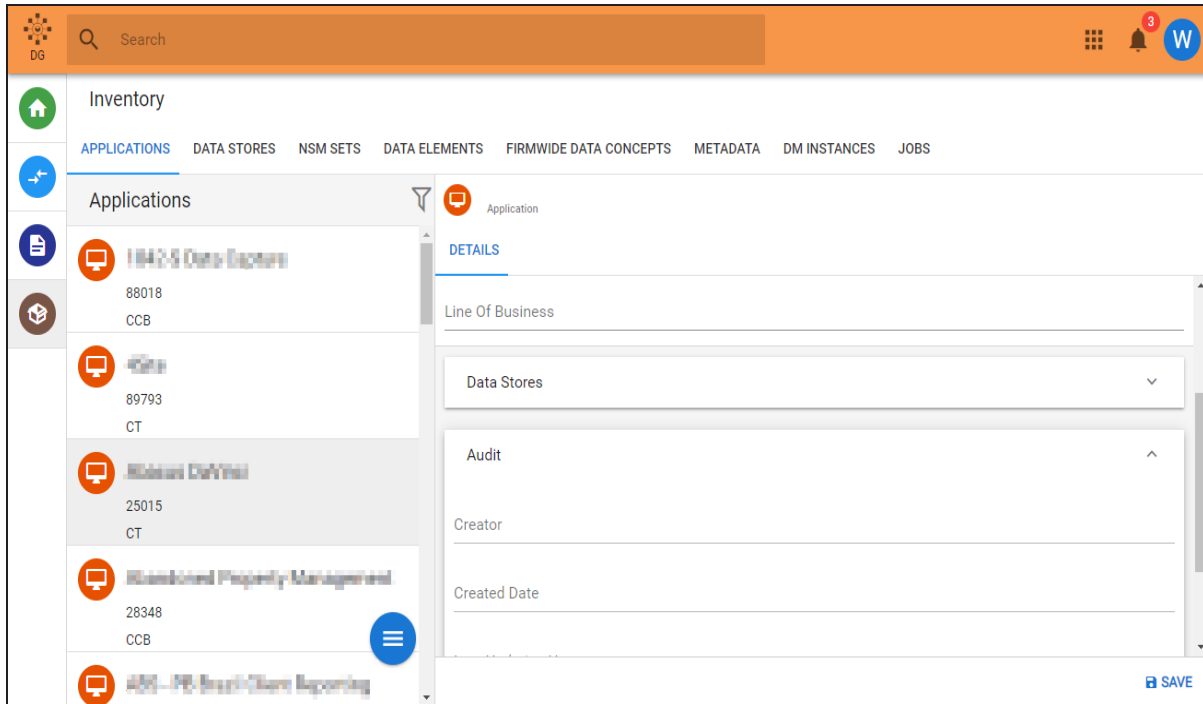 DG
Search
3
W
Inventory
APPLICATIONS DATA STORES NSM SETS DATA ELEMENTS FIRMWIDE DATA CONCEPTS METADATA DM INSTANCES JOBS
Applications
88018
CCB
89793
CT
25015
CT
28348
CCB
Application
DETAILS
Line Of Business
Data Stores
Audit
Creator
Created Date
SAVE